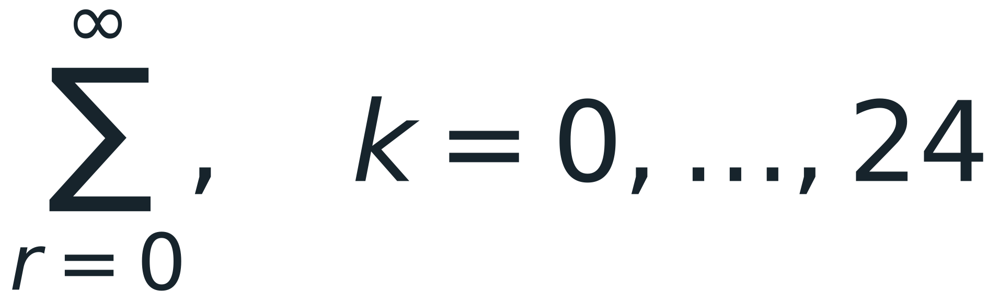 ∞
∑ , k = 0, ..., 24
r = 0